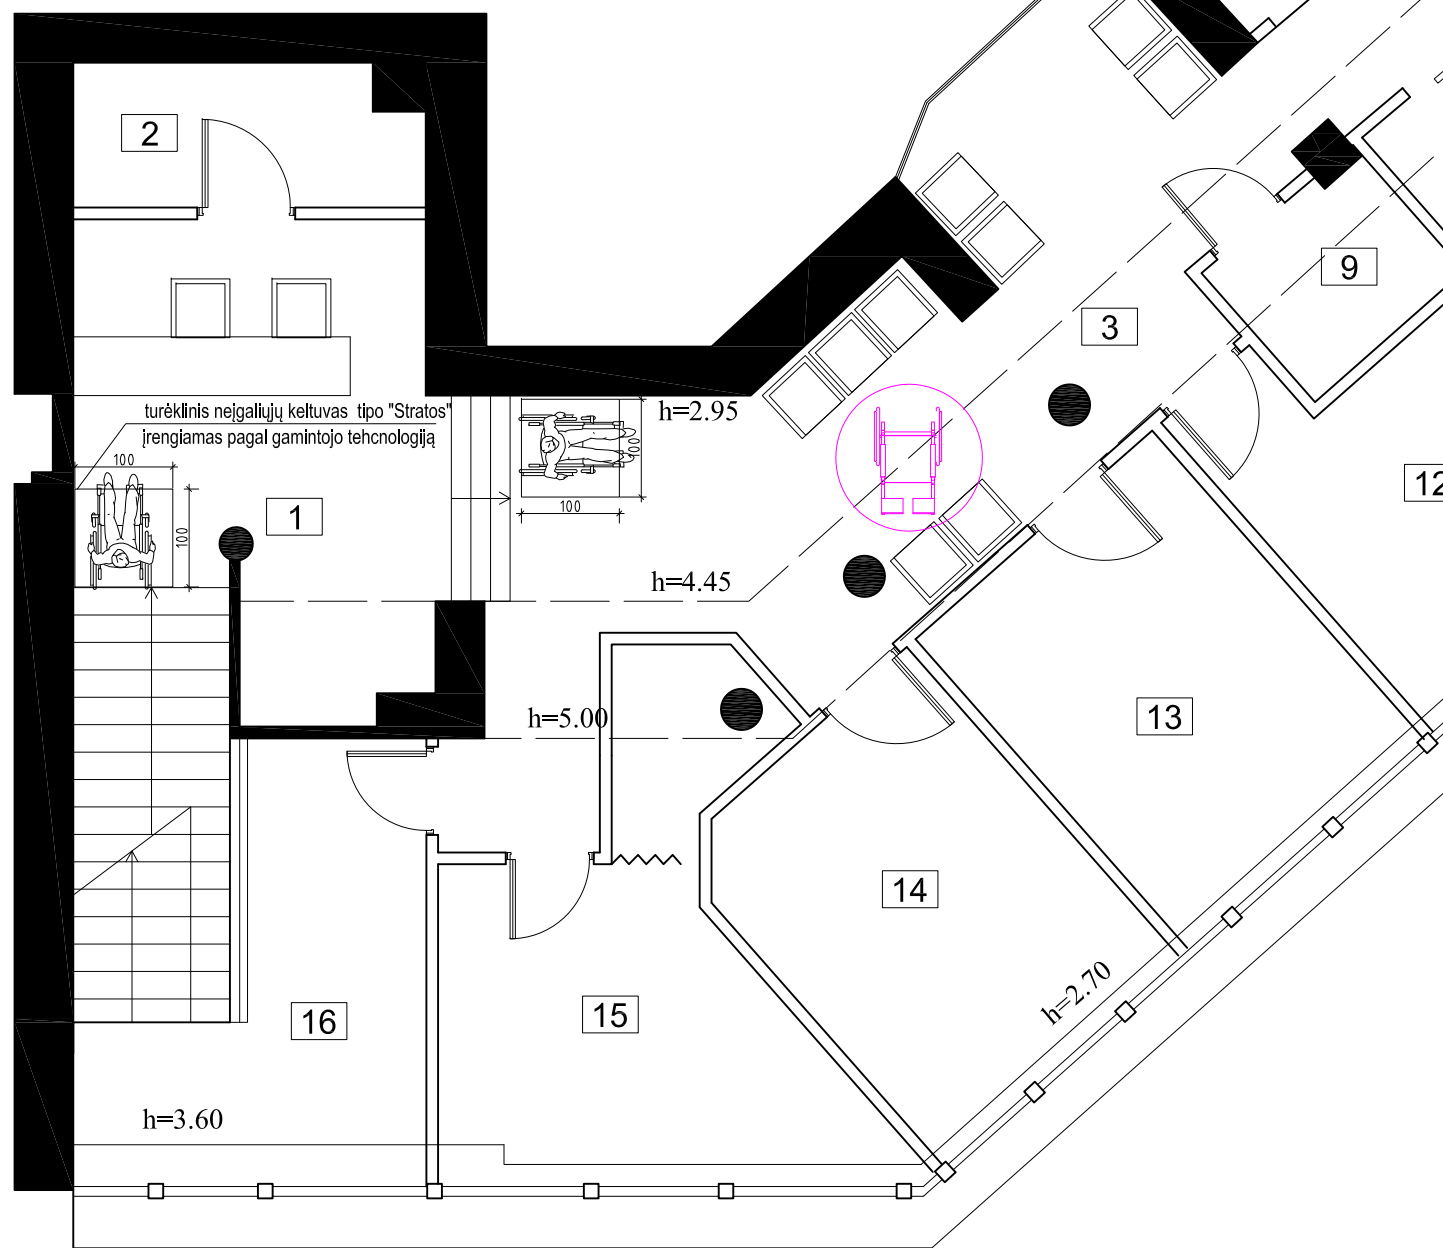 2
9
3
turėklinis neįgaliųjų keltuvas tipo "Stratos"
įrengiamas pagal gamintojo tehcnologiją
h=2.95
100
100
100
100
12
1
h=4.45
h=5.00
13
14
15
16
h=2.70
h=3.60